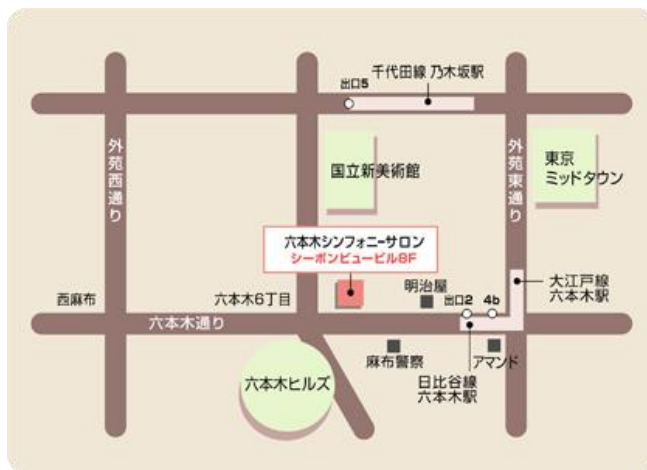 千代田線 乃木坂駅
出口5
外苑西通り
国立新美術館
外苑東通り
東京
ミッドタウン
六本木シンフォニーサロン
シーボンビュービル8F
大江戸線
六本木駅
西麻布
六本木6丁目
明治屋
出口2
4b
六本木通り
麻布警察
アマンド
日比谷線
六本木駅
六本木ヒルズ